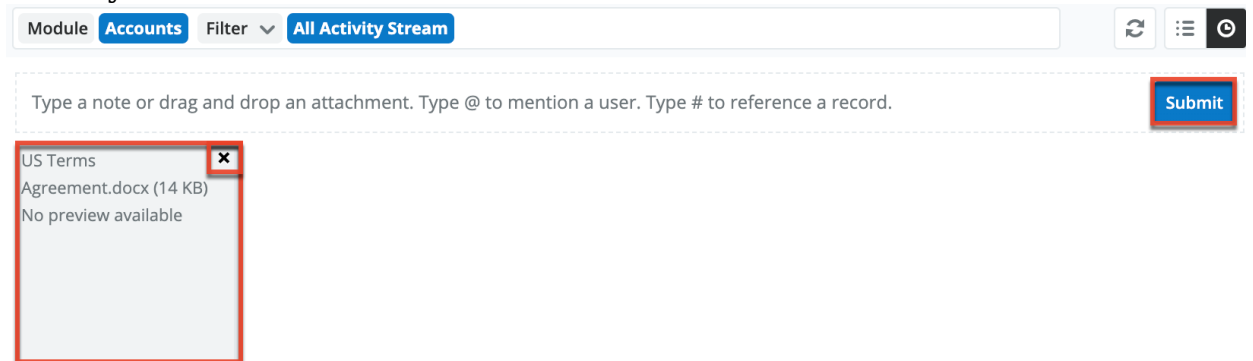 Module Accounts Filter All Activity Stream
Type a note or drag and drop an attachment. Type @ to mention a user. Type # to reference a record.
Submit
US Terms
Agreement.docx (14 KB)
No preview available